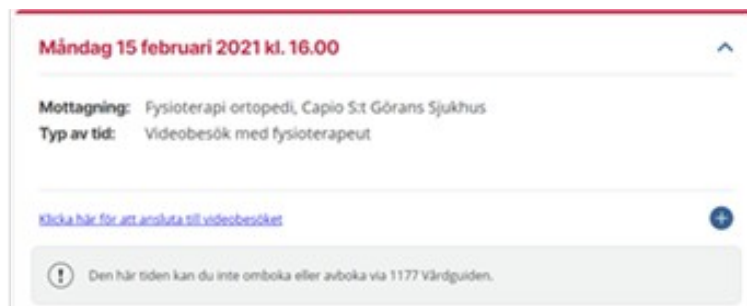 Måndag 15 februari 2021 kl. 16.00
Mottagning: Fysioterapi ortopedi, Capio S:t Görans Sjukhus
Typ av tid: Videobesök med fysioterapeut
Klicka här för att ansluta till videobesöket
Den här tiden kan du inte omboka eller avboka via 1177 Vårdguiden.